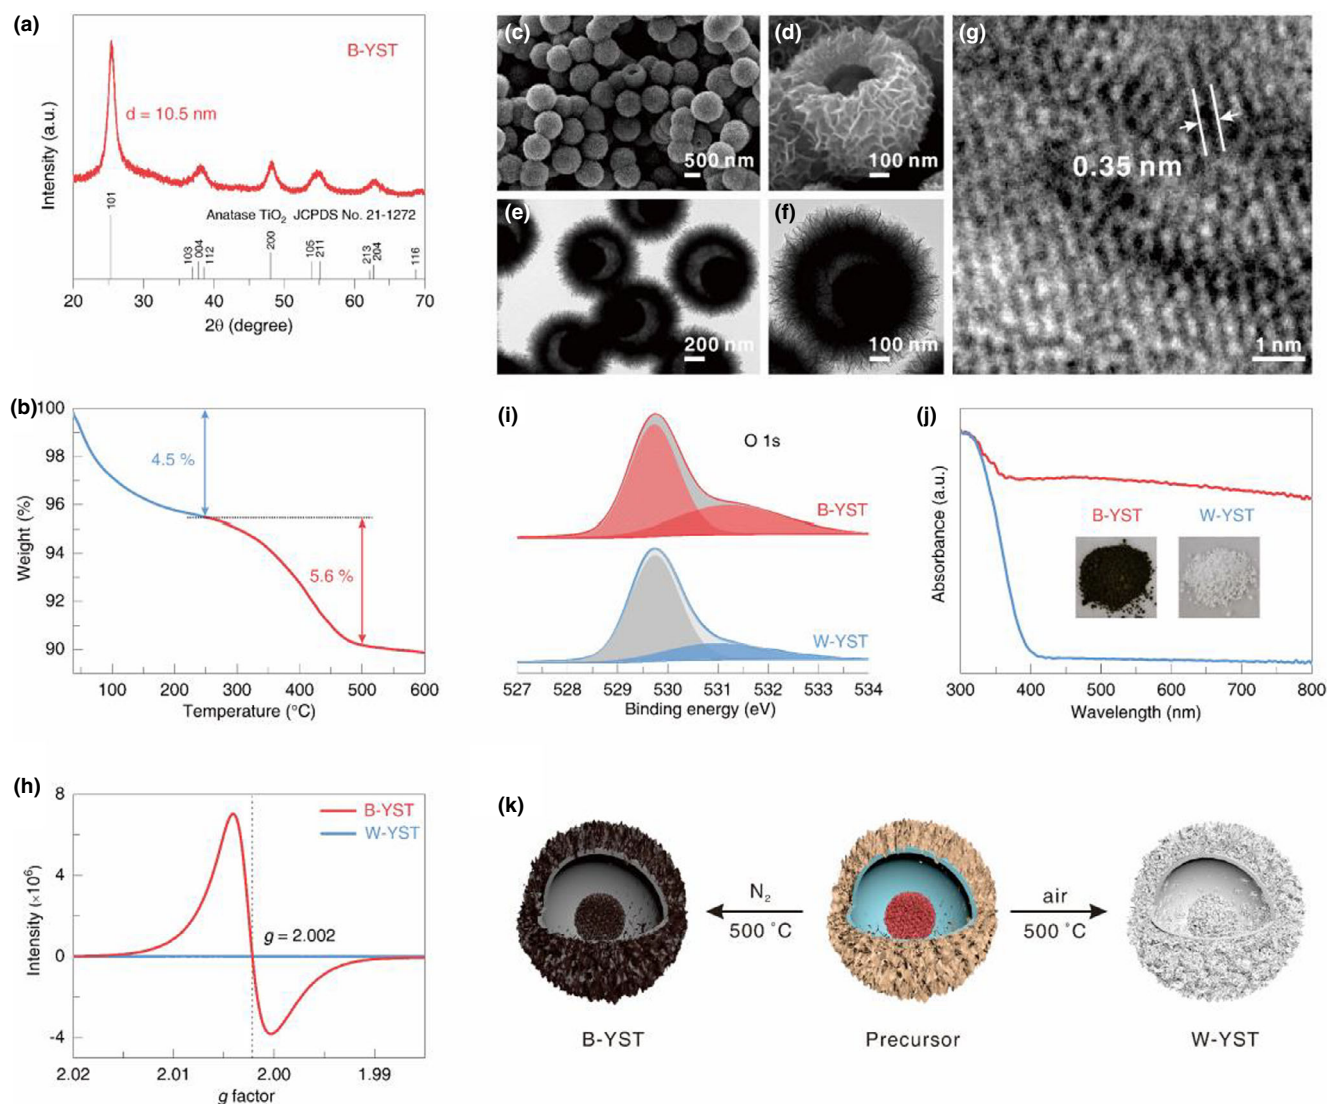 (a)
B-YST
d = 10.5 nm
Intensity (a.u.)
Anatase TiO2 JCPDS No. 21-1272
101
103
004
112
200
105
211
213
204
116
20 30 40 50 60 70
2θ (degree)
(c)
500 nm
(d)
100 nm
(e)
200 nm
(f)
100 nm
(g)
0.35 nm
1 nm
(b)
100
98
96
94
92
90
Weight (%)
4.5 %
5.6 %
100 200 300 400 500 600
Temperature (°C)
(i)
O 1s
B-YST
W-YST
527 528 529 530 531 532 533 534
Binding energy (eV)
(j)
Absorbance (a.u.)
B-YST W-YST
300 400 500 600 700 800
Wavelength (nm)
(h)
8
4
0
-4
Intensity (×10⁶)
B-YST
W-YST
g = 2.002
2.02 2.01 2.00 1.99
g factor
(k)
N2
500 °C
air
500 °C
B-YST Precursor W-YST